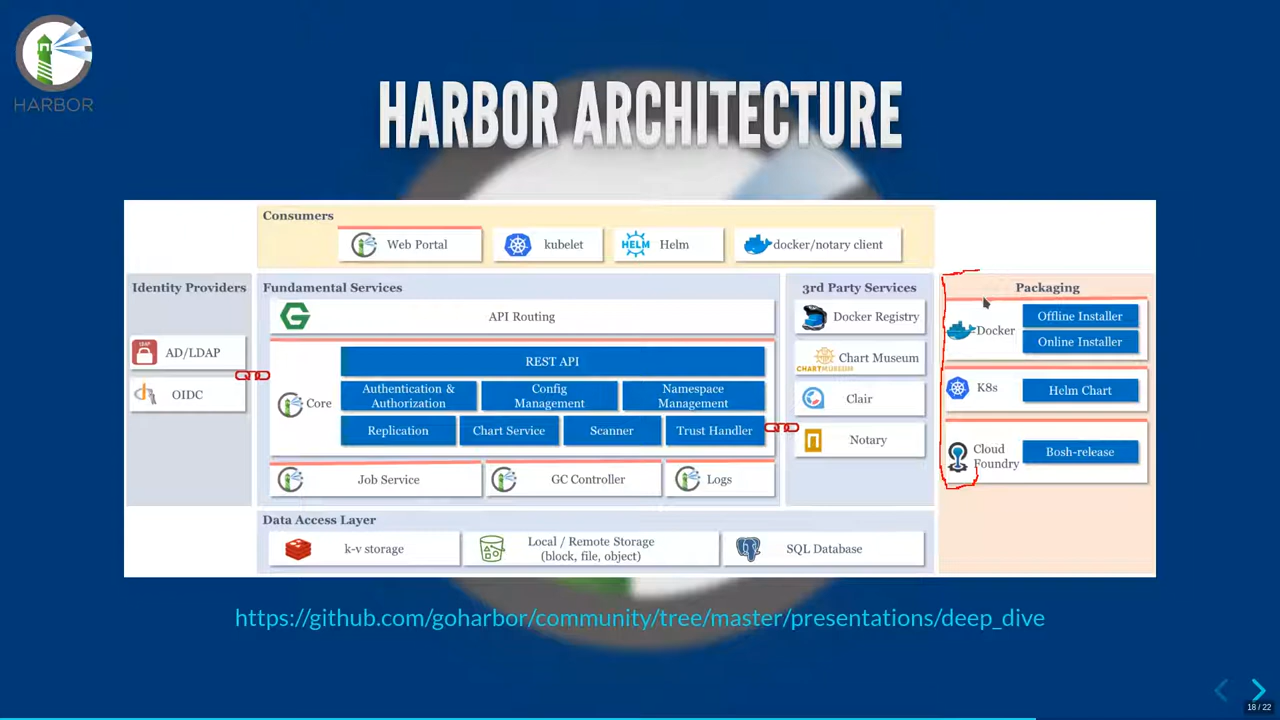 HARBOR
HARBOR ARCHITECTURE
Consumers
Web Portal
kubelet
HELM
Helm
docker/notary client
Identity Providers
LDAP
AD/LDAP
OIDC
Fundamental Services
API Routing
Core
REST API
Authentication &
Authorization
Config
Management
Namespace
Management
Replication
Chart Service
Scanner
Trust Handler
Job Service
GC Controller
Logs
3rd Party Services
Docker Registry
CHARTMUSEUM
Chart Museum
Clair
Notary
Packaging
Docker
Offline Installer
Online Installer
K8s
Helm Chart
Cloud
Foundry
Bosh-release
Data Access Layer
k-v storage
Local / Remote Storage
(block, file, object)
SQL Database
https://github.com/goharbor/community/tree/master/presentations/deep_dive
18 / 22